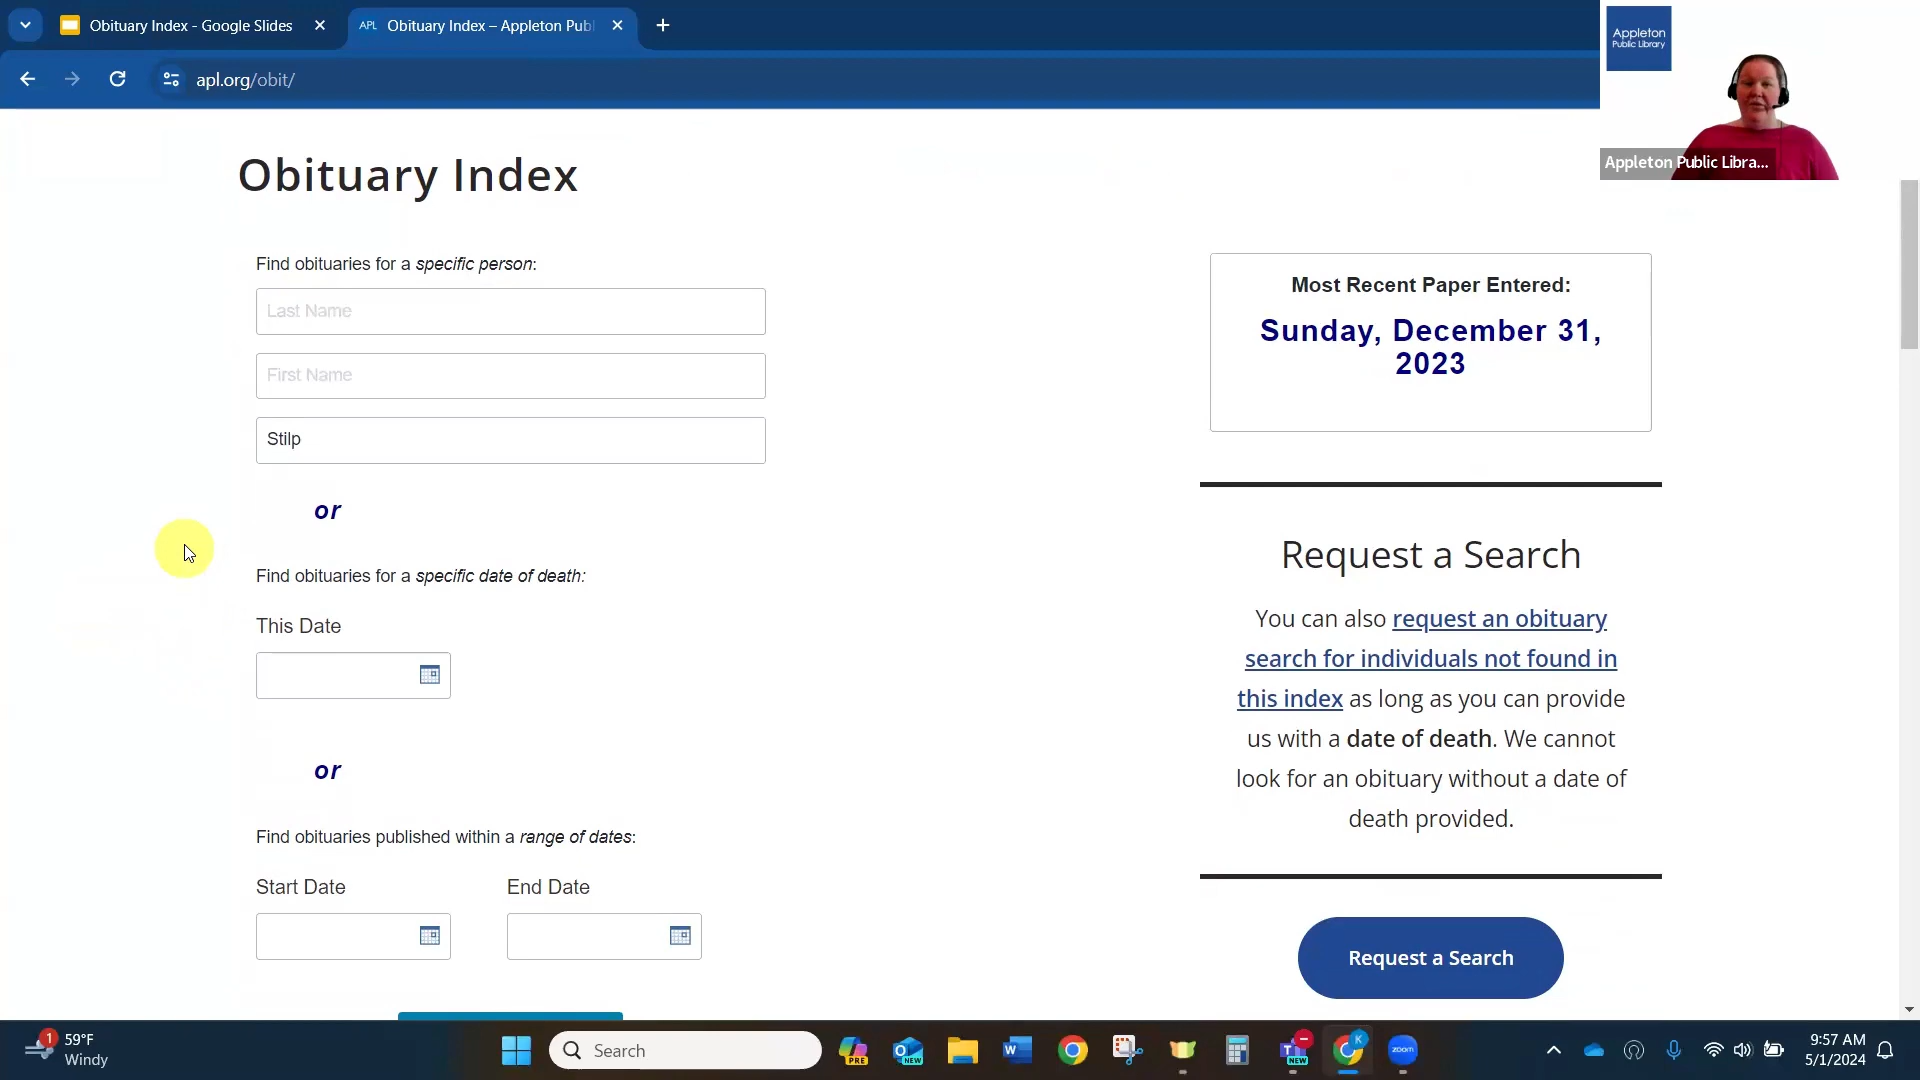 Obituary Index - Google Slides
APL Obituary Index – Appleton Pub
apl.org/obit/
Appleton
Public Library
Appleton Public Libra...
Obituary Index
Find obituaries for a specific person:
Last Name
First Name
Stilp
or
Find obituaries for a specific date of death:
This Date
or
Find obituaries published within a range of dates:
Start Date End Date
Most Recent Paper Entered:
Sunday, December 31,
2023
Request a Search
You can also request an obituary
search for individuals not found in
this index as long as you can provide
us with a date of death. We cannot
look for an obituary without a date of
death provided.
Request a Search
1
59°F
Windy
Search
PRE
NEW
W
NEW
K
zoom
9:57 AM
5/1/2024